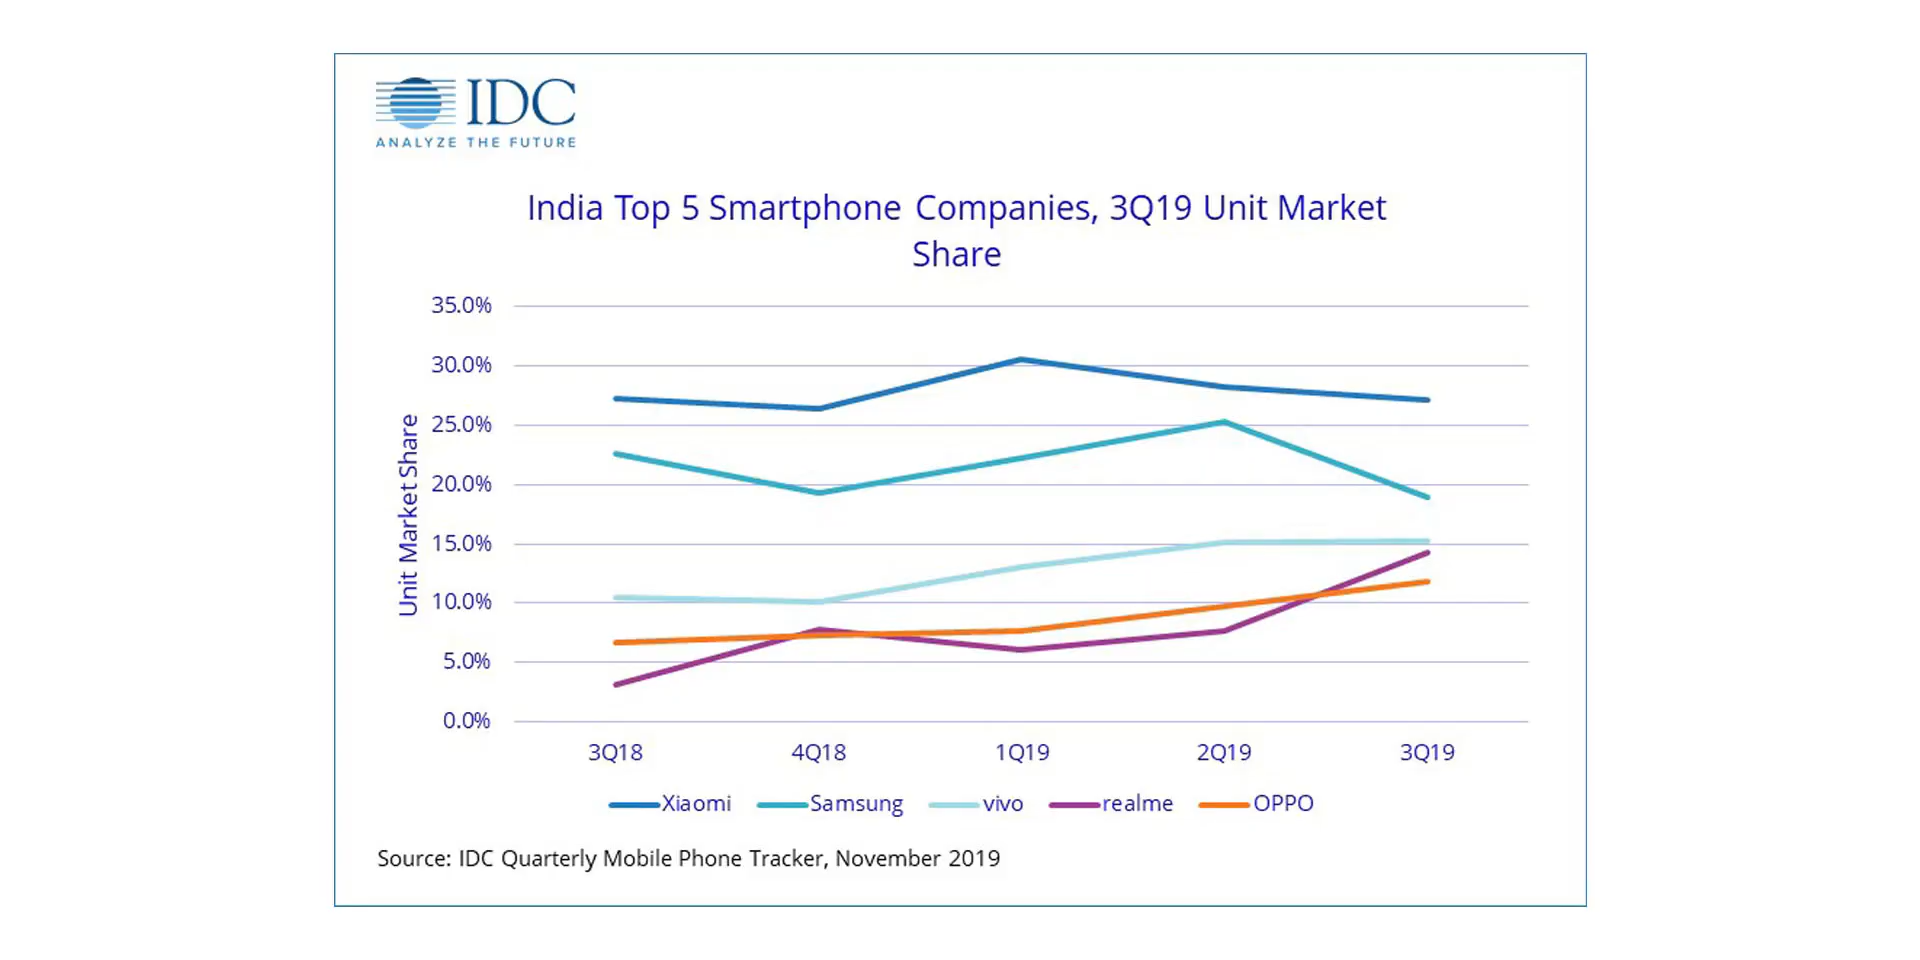 IDC
ANALYZE THE FUTURE
India Top 5 Smartphone Companies, 3Q19 Unit Market
Share
Unit Market Share
35.0%
30.0%
25.0%
20.0%
15.0%
10.0%
5.0%
0.0%
3Q18 4Q18 1Q19 2Q19 3Q19
Xiaomi Samsung vivo realme OPPO
Source: IDC Quarterly Mobile Phone Tracker, November 2019